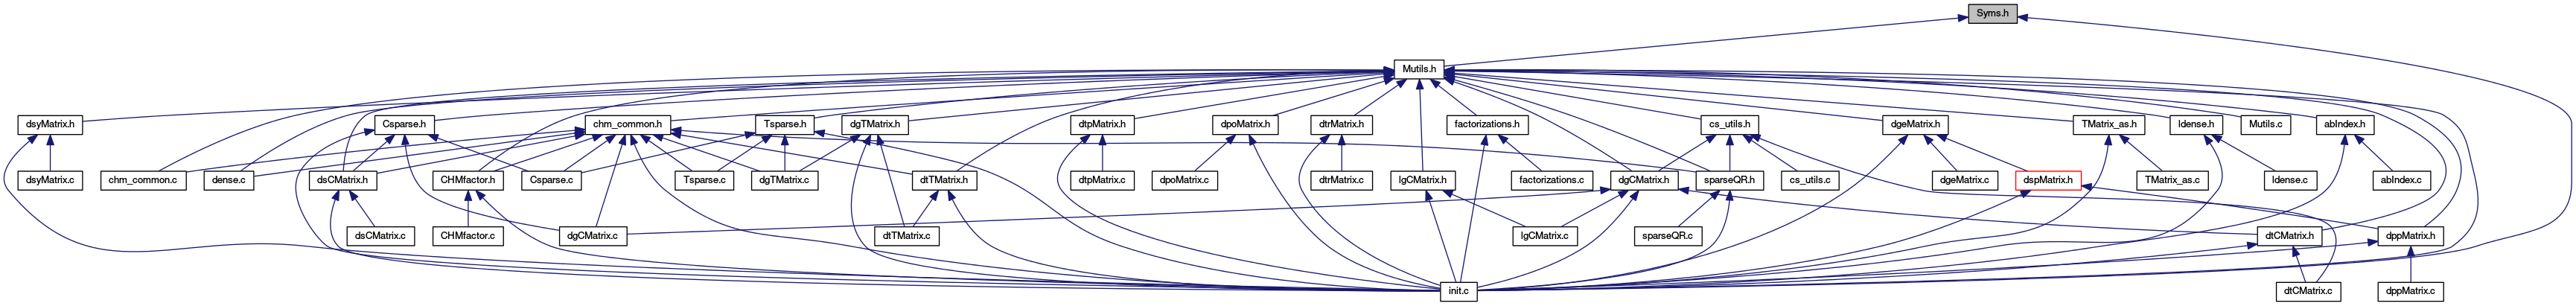 Syms.h
Mutils.h
dsyMatrix.h
Csparse.h
chm_common.h
Tsparse.h
dgTMatrix.h
dtpMatrix.h
dpoMatrix.h
dtrMatrix.h
factorizations.h
cs_utils.h
dgeMatrix.h
TMatrix_as.h
ldense.h
Mutils.c
abIndex.h
dsyMatrix.c
chm_common.c
dense.c
dsCMatrix.h
CHMfactor.h
Csparse.c
Tsparse.c
dgTMatrix.c
dtTMatrix.h
dtpMatrix.c
dpoMatrix.c
dtrMatrix.c
lgCMatrix.h
factorizations.c
dgCMatrix.h
sparseQR.h
cs_utils.c
dgeMatrix.c
dspMatrix.h
TMatrix_as.c
ldense.c
abIndex.c
dsCMatrix.c
CHMfactor.c
dgCMatrix.c
dtTMatrix.c
lgCMatrix.c
sparseQR.c
dtCMatrix.h
dppMatrix.h
init.c
dtCMatrix.c
dppMatrix.c